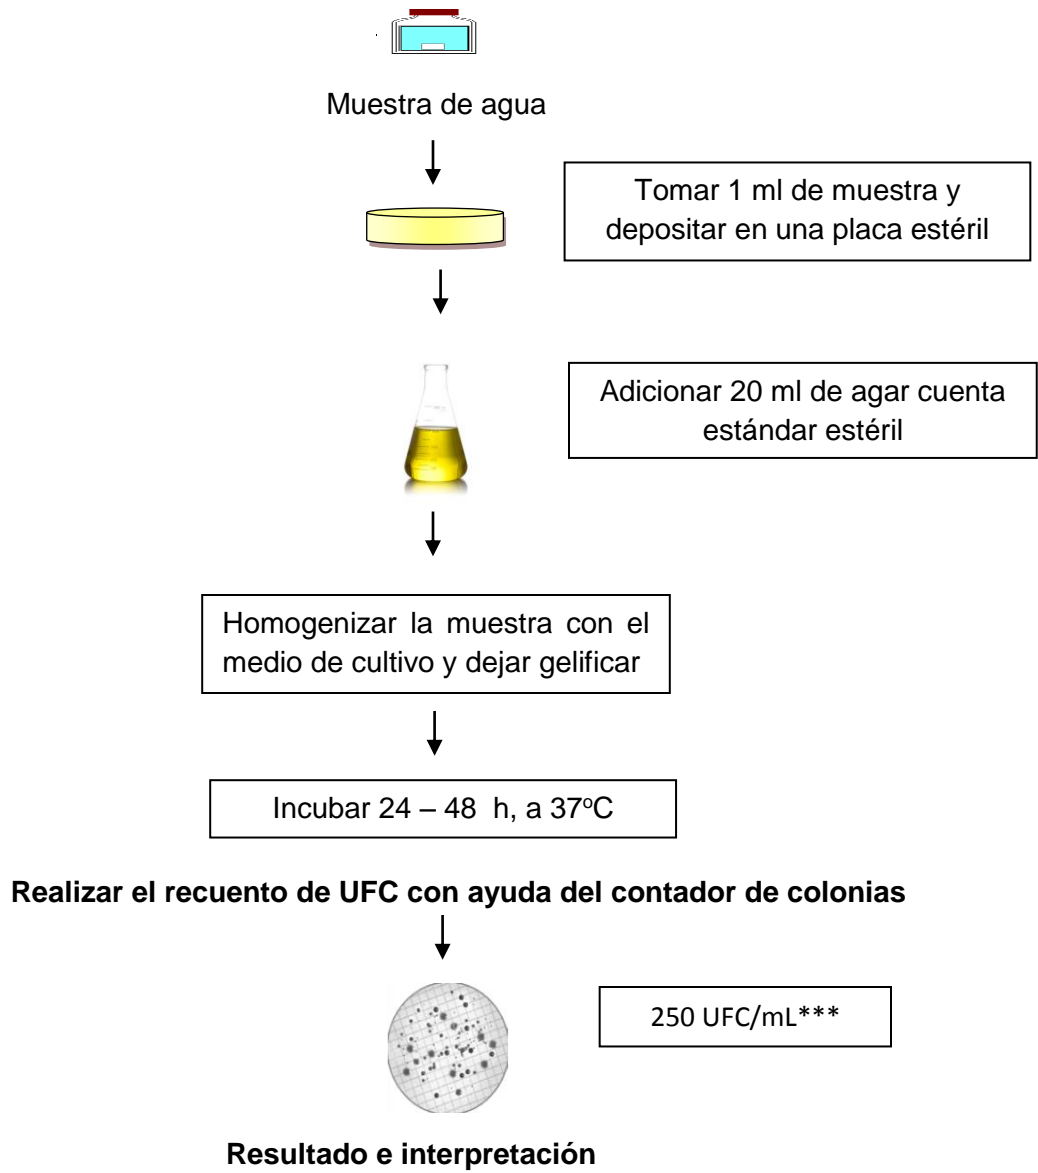 Muestra de agua
Tomar 1 ml de muestra y
depositar en una placa estéril
Adicionar 20 ml de agar cuenta
estándar estéril
Homogenizar la muestra con el
medio de cultivo y dejar gelificar
Incubar 24 – 48 h, a 37ºC
Realizar el recuento de UFC con ayuda del contador de colonias
250 UFC/mL***
Resultado e interpretación